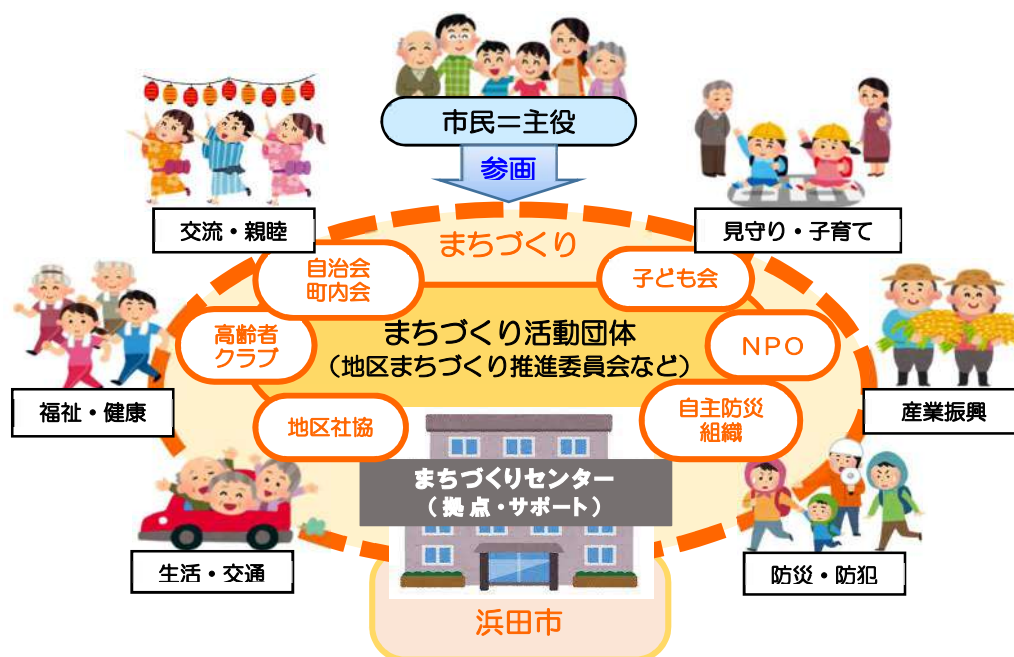 市民＝主役
参画
交流・親睦
見守り・子育て
まちづくり
自治会
町内会
子ども会
高齢者
クラブ
まちづくり活動団体
（地区まちづくり推進委員会など）
NPO
福祉・健康
産業振興
地区社協
自主防災
組織
まちづくりセンター
（拠点・サポート）
生活・交通
防災・防犯
浜田市